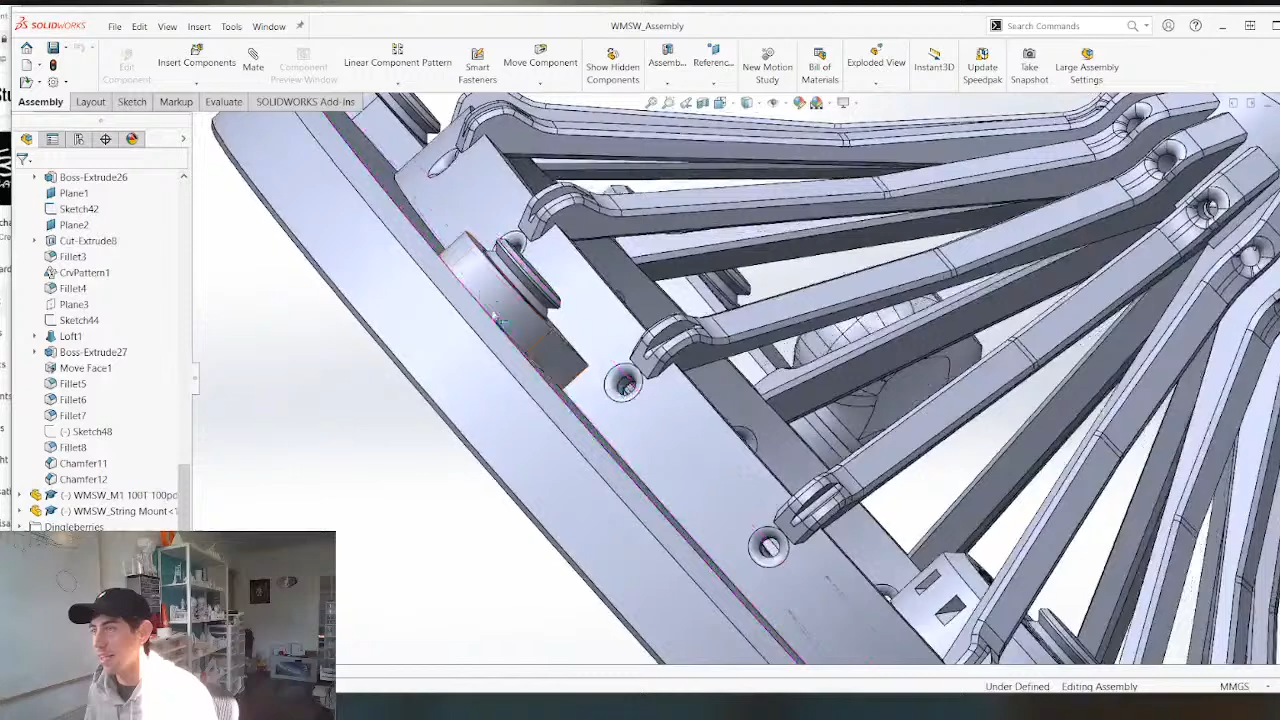 SOLIDWORKS File Edit View Insert Tools Window WMSW_Assembly Search Commands
Edit Component Insert Components Mate Component Preview Window Linear Component Pattern Smart Fasteners Move Component Show Hidden Components Assemb... Referenc... New Motion Study Bill of Materials Exploded View Instant3D Update Speedpak Take Snapshot Large Assembly Settings
Assembly Layout Sketch Markup Evaluate SOLIDWORKS Add-Ins
Boss-Extrude26
Plane1
Sketch42
Plane2
Cut-Extrude8
Fillet3
CrvPattern1
Fillet4
Plane3
Sketch44
Loft1
Boss-Extrude27
Move Face1
Fillet5
Fillet6
Fillet7
(-) Sketch48
Fillet8
Chamfer11
Chamfer12
(-) WMSW_M1 100T 100pd
(-) WMSW_String Mount<1
Dingleberries
Under Defined Editing Assembly MMGS